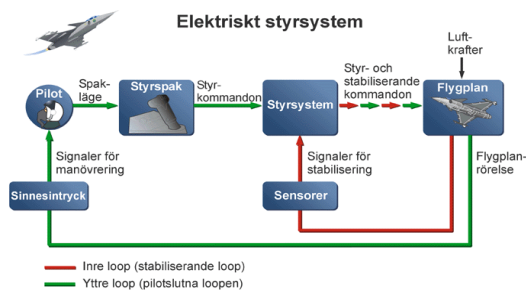 Elektriskt styrsystem
Luft-
krafter
Pilot
Spak-
läge
Styrspak
Styr-
kommandon
Styrsystem
Styr- och
stabiliserande
kommandon
Flygplan
Signaler för
manövrering
Signaler för
stabilisering
Flygplan-
rörelse
Sinnesintryck
Sensorer
Inre loop (stabiliserande loop)
Yttre loop (pilotslutna loopen)